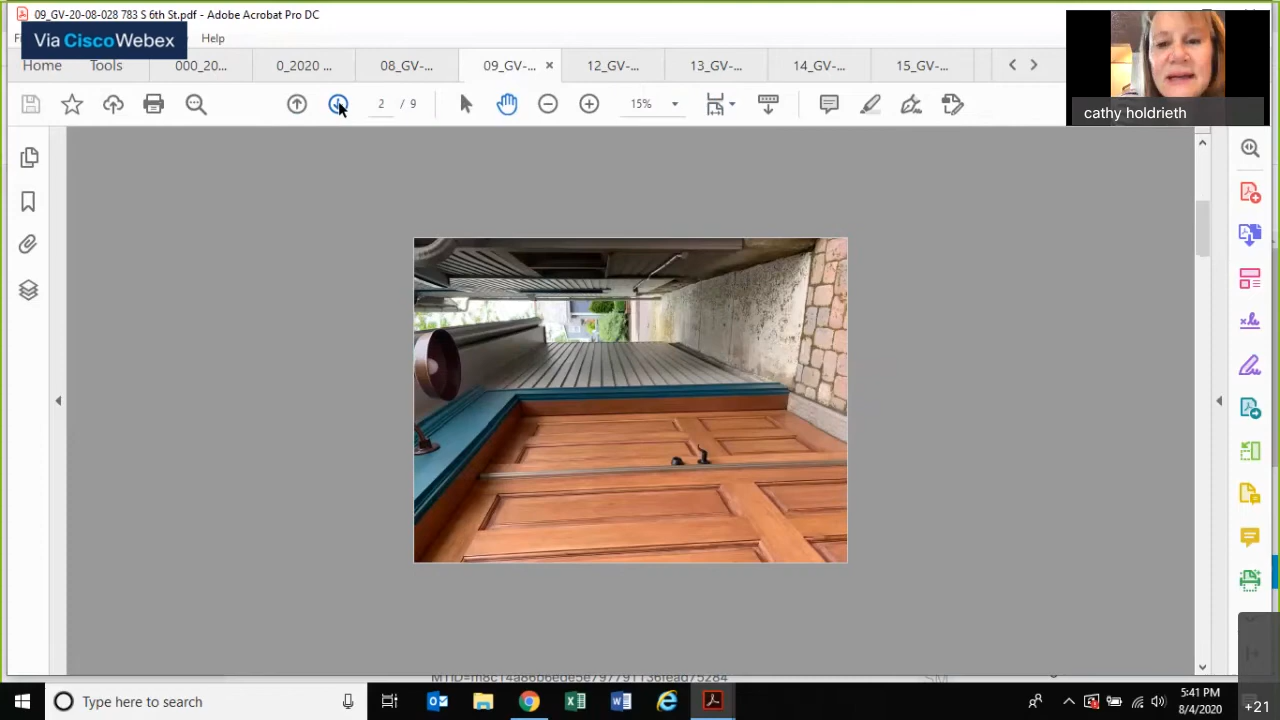 09_GV-20-08-028 783 S 6th St.pdf - Adobe Acrobat Pro DC
Via CiscoWebex
Help
Home
Tools
000_20...
0_2020 ...
08_GV-...
09_GV-...
12_GV-...
13_GV-...
14_GV-...
15_GV-...
2 / 9
15%
cathy holdrieth
Type here to search
5:41 PM
8/4/2020
+21